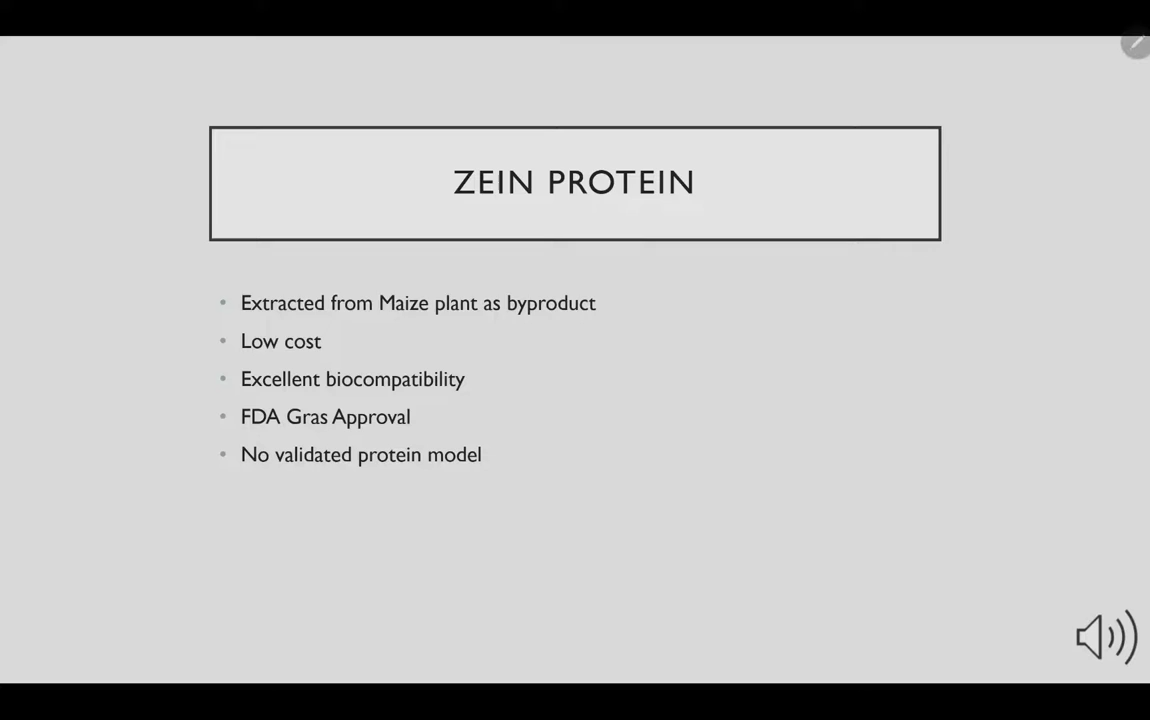 ZEIN PROTEIN
• Extracted from Maize plant as byproduct
• Low cost
• Excellent biocompatibility
• FDA Gras Approval
• No validated protein model